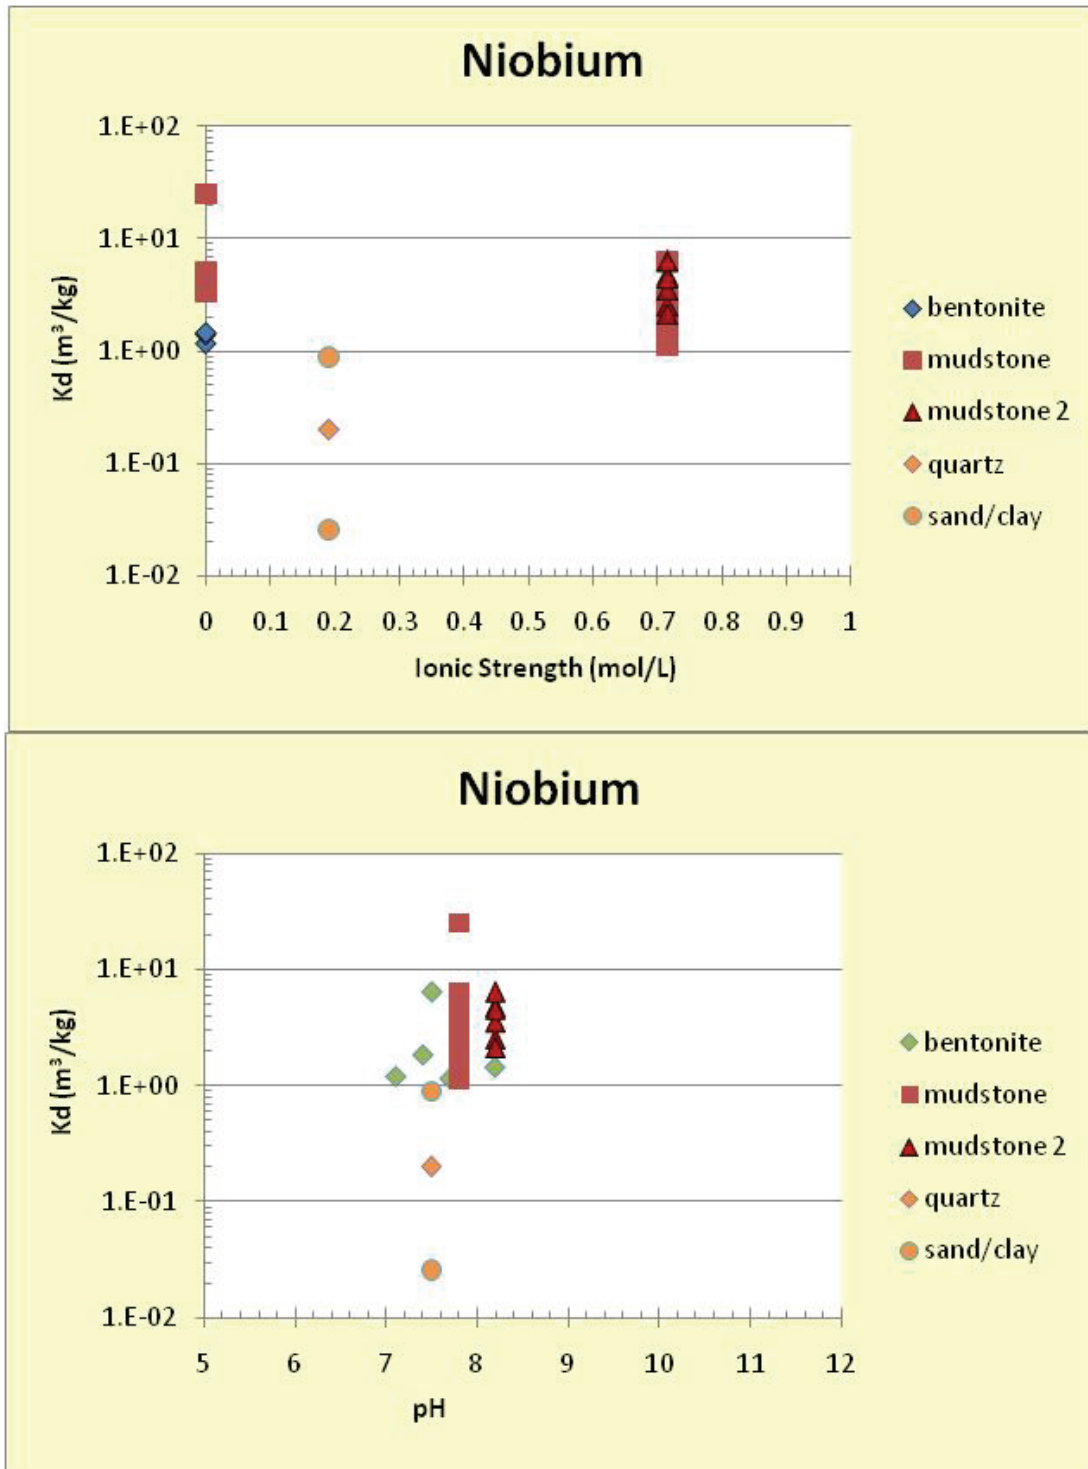 Niobium
1.E+02
1.E+01
1.E+00
1.E-01
1.E-02
Kd (m³/kg)
0 0.1 0.2 0.3 0.4 0.5 0.6 0.7 0.8 0.9 1
Ionic Strength (mol/L)
bentonite
mudstone
mudstone 2
quartz
sand/clay
Niobium
1.E+02
1.E+01
1.E+00
1.E-01
1.E-02
Kd (m³/kg)
5 6 7 8 9 10 11 12
pH
bentonite
mudstone
mudstone 2
quartz
sand/clay